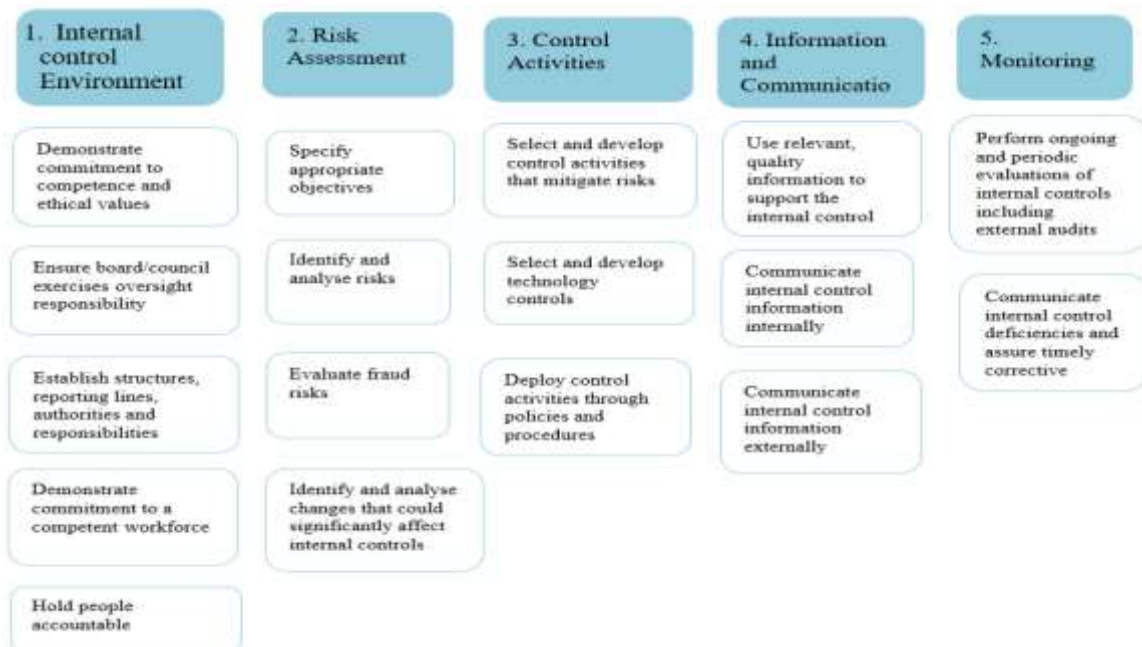 1. Internal
control
Environment
Demonstrate
commitment to
competence and
ethical values
Ensure board/council
exercises oversight
responsibility
Establish structures,
reporting lines,
authorities and
responsibilities
Demonstrate
commitment to a
competent workforce
Hold people
accountable
2. Risk
Assessment
Specify
appropriate
objectives
Identify and
analyse risks
Evaluate fraud
risks
Identify and analyse
changes that could
significantly affect
internal controls
3. Control
Activities
Select and develop
control activities
that mitigate risks
Select and develop
technology
controls
Deploy control
activities through
policies and
procedures
4. Information
and
Communicatio
Use relevant,
quality
information to
support the
internal control
Communicate
internal control
information
internally
Communicate
internal control
information
externally
5.
Monitoring
Perform ongoing
and periodic
evaluations of
internal controls
including
external audits
Communicate
internal control
deficiencies and
assure timely
corrective